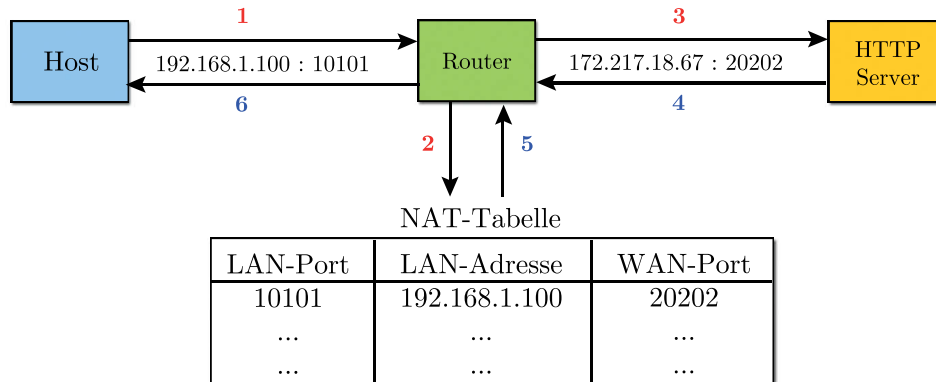 1
3
Host
192.168.1.100 : 10101
Router
172.217.18.67 : 20202
HTTP
Server
6
4
2
5
NAT-Tabelle
LAN-Port LAN-Adresse WAN-Port
10101 192.168.1.100 20202
... ... ...
... ... ...